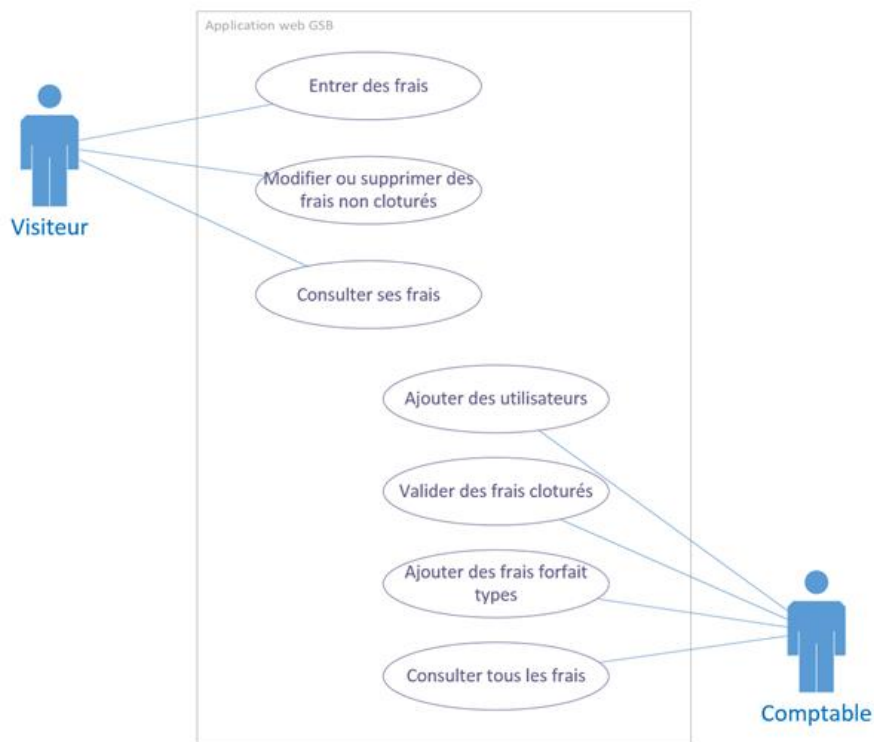 Application web GSB
Entrer des frais
Modifier ou supprimer des
frais non cloturés
Visiteur
Consulter ses frais
Ajouter des utilisateurs
Valider des frais cloturés
Ajouter des frais forfait
types
Consulter tous les frais
Comptable